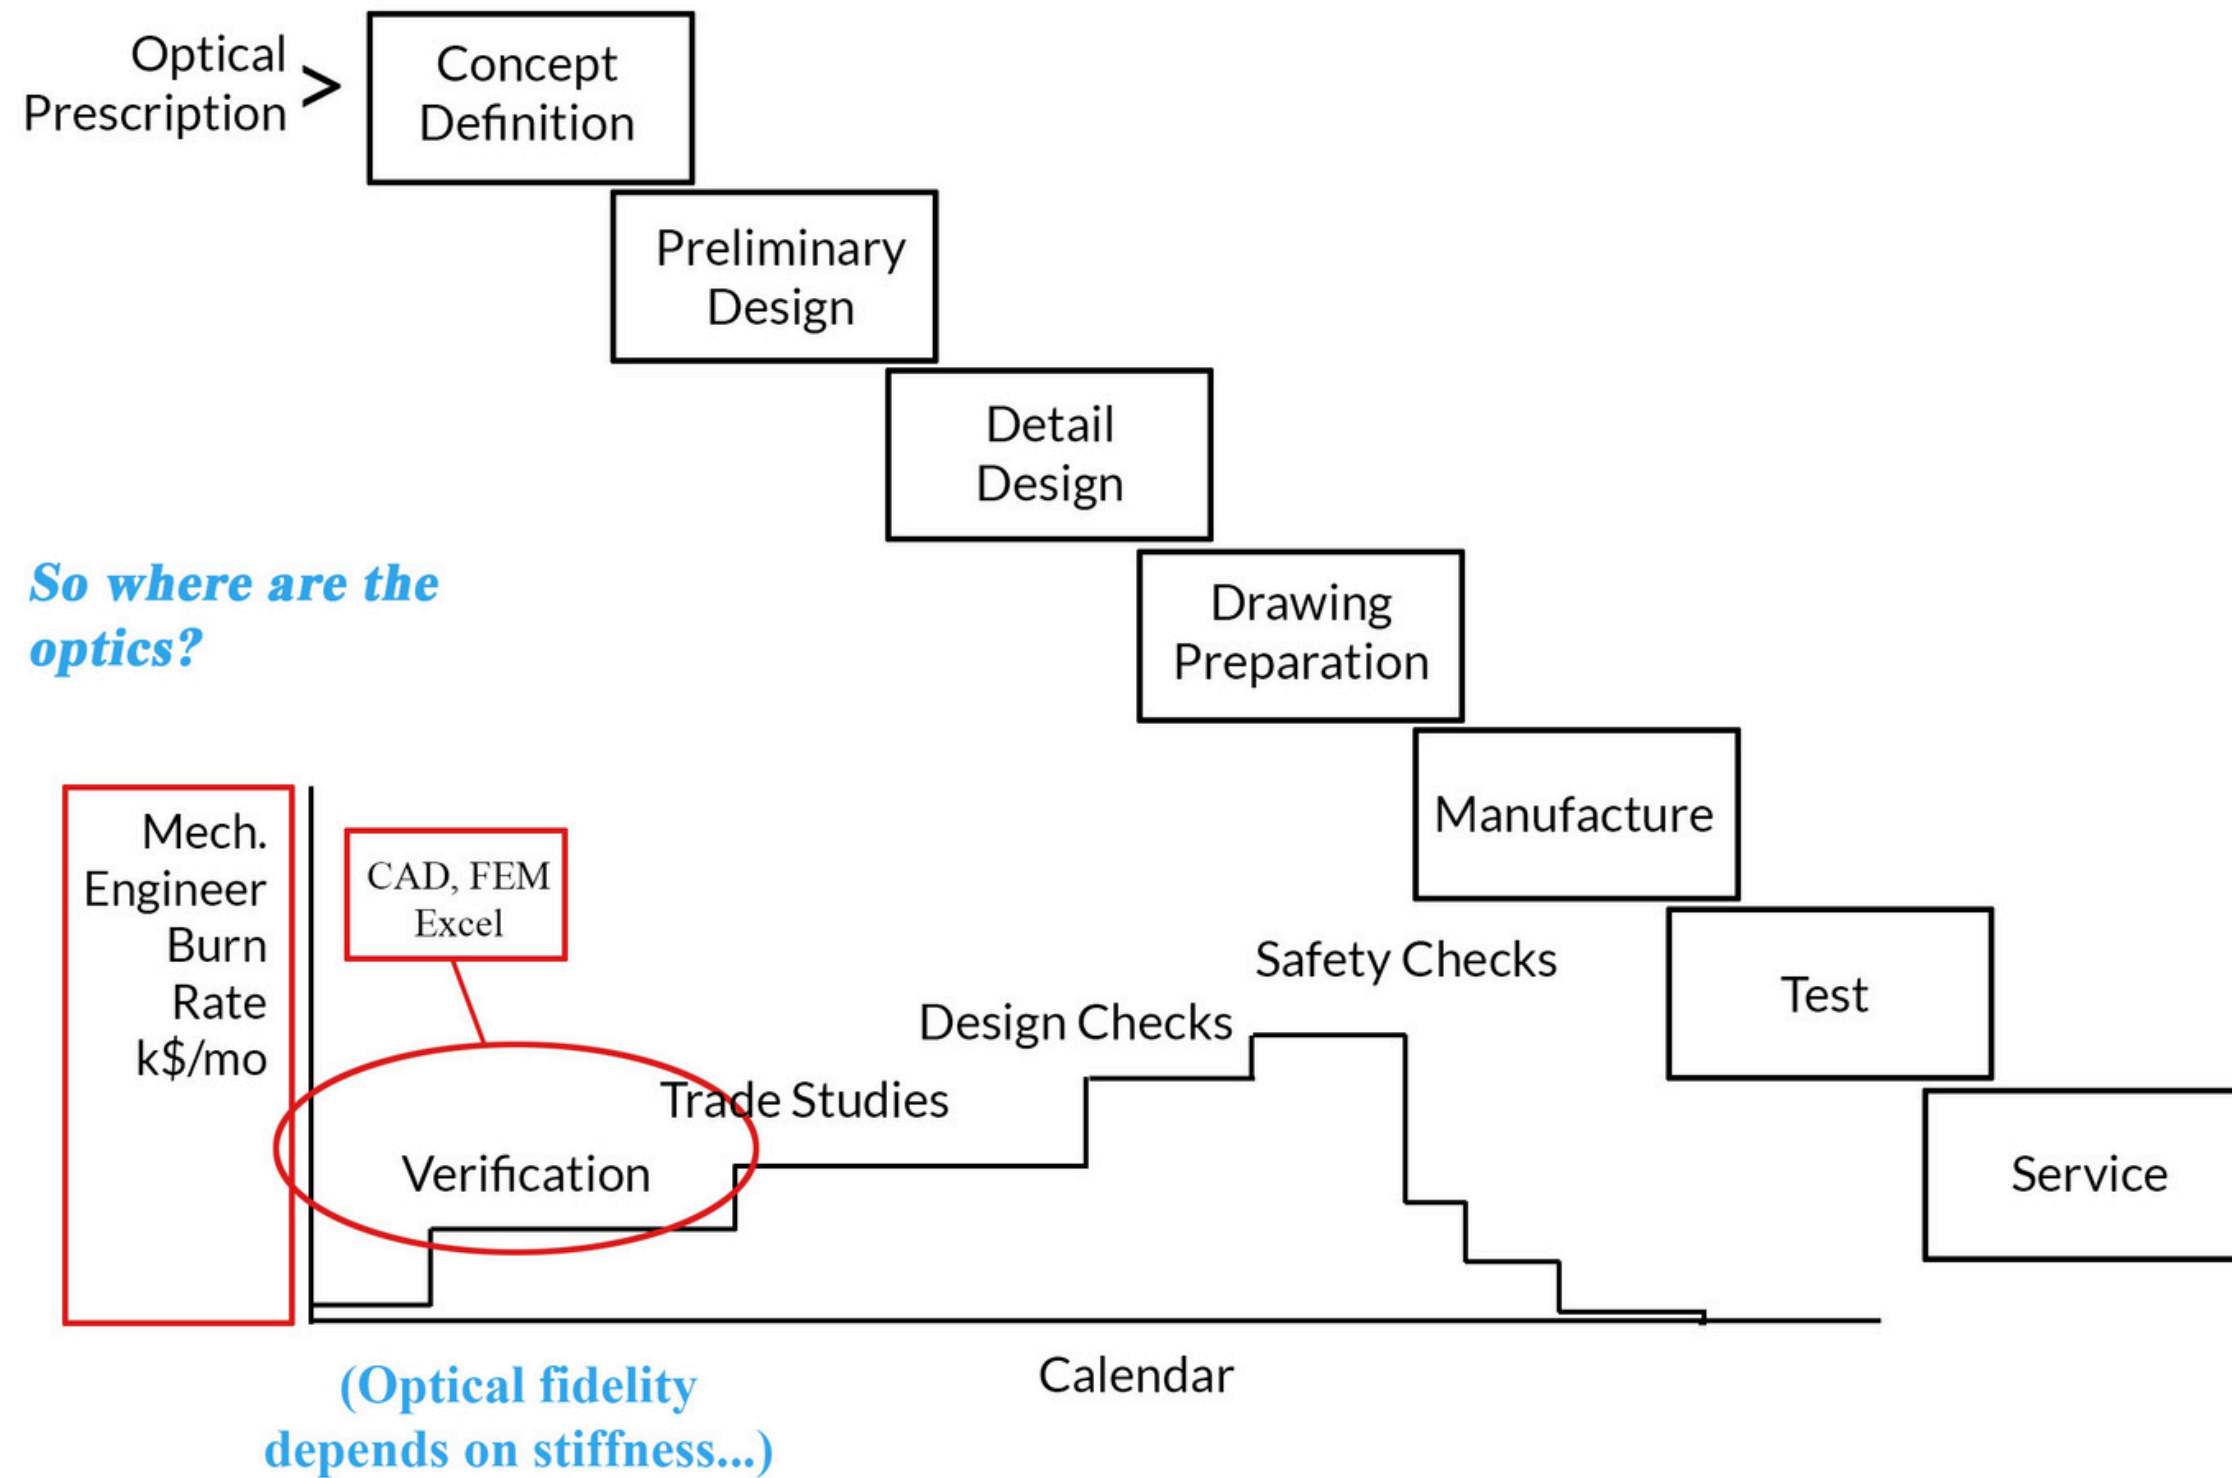 Optical
Prescription >
Concept
Definition
Preliminary
Design
Detail
Design
So where are the
optics?
Drawing
Preparation
Manufacture
Mech.
Engineer
Burn
Rate
k$/mo
CAD, FEM
Excel
Safety Checks
Test
Design Checks
Trade Studies
Verification
Service
Calendar
(Optical fidelity
depends on stiffness...)